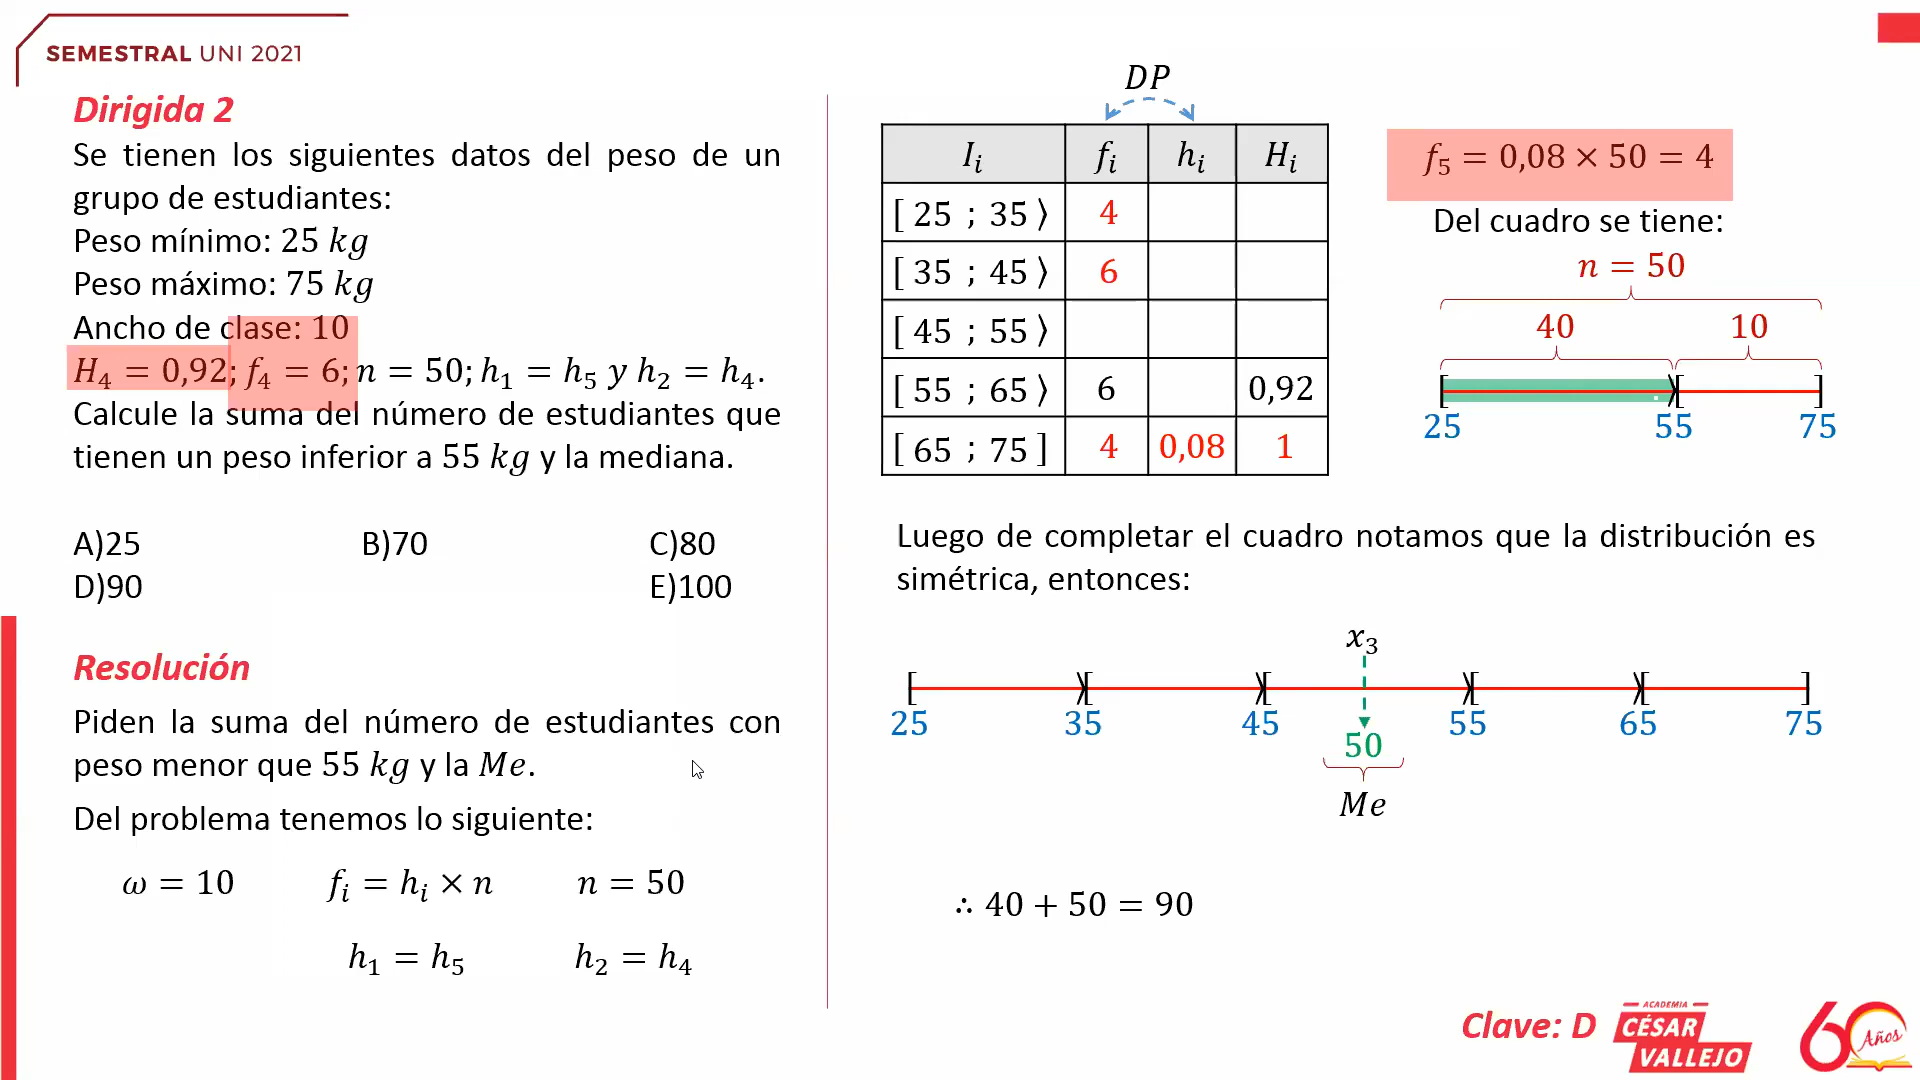 SEMESTRAL UNI 2021
Dirigida 2
Se tienen los siguientes datos del peso de un
grupo de estudiantes:
Peso mínimo: 25 kg
Peso máximo: 75 kg
Ancho de clase: 10
H₄ = 0,92; f₄ = 6; n = 50; h₁ = h₅ y h₂ = h₄.
Calcule la suma del número de estudiantes que
tienen un peso inferior a 55 kg y la mediana.
A)25 B)70 C)80
D)90 E)100
Resolución
Piden la suma del número de estudiantes con
peso menor que 55 kg y la Me.
Del problema tenemos lo siguiente:
ω = 10 fᵢ = hᵢ × n n = 50
h₁ = h₅ h₂ = h₄
DP
Iᵢ fᵢ hᵢ Hᵢ
[ 25 ; 35 ⟩ 4
[ 35 ; 45 ⟩ 6
[ 45 ; 55 ⟩
[ 55 ; 65 ⟩ 6 0,92
[ 65 ; 75 ] 4 0,08 1
f₅ = 0,08 × 50 = 4
Del cuadro se tiene:
n = 50
40 10
25 55 75
Luego de completar el cuadro notamos que la distribución es
simétrica, entonces:
x₃
25 35 45 55 65 75
50
Me
∴ 40 + 50 = 90
Clave: D
ACADEMIA
CÉSAR
VALLEJO
60 Años